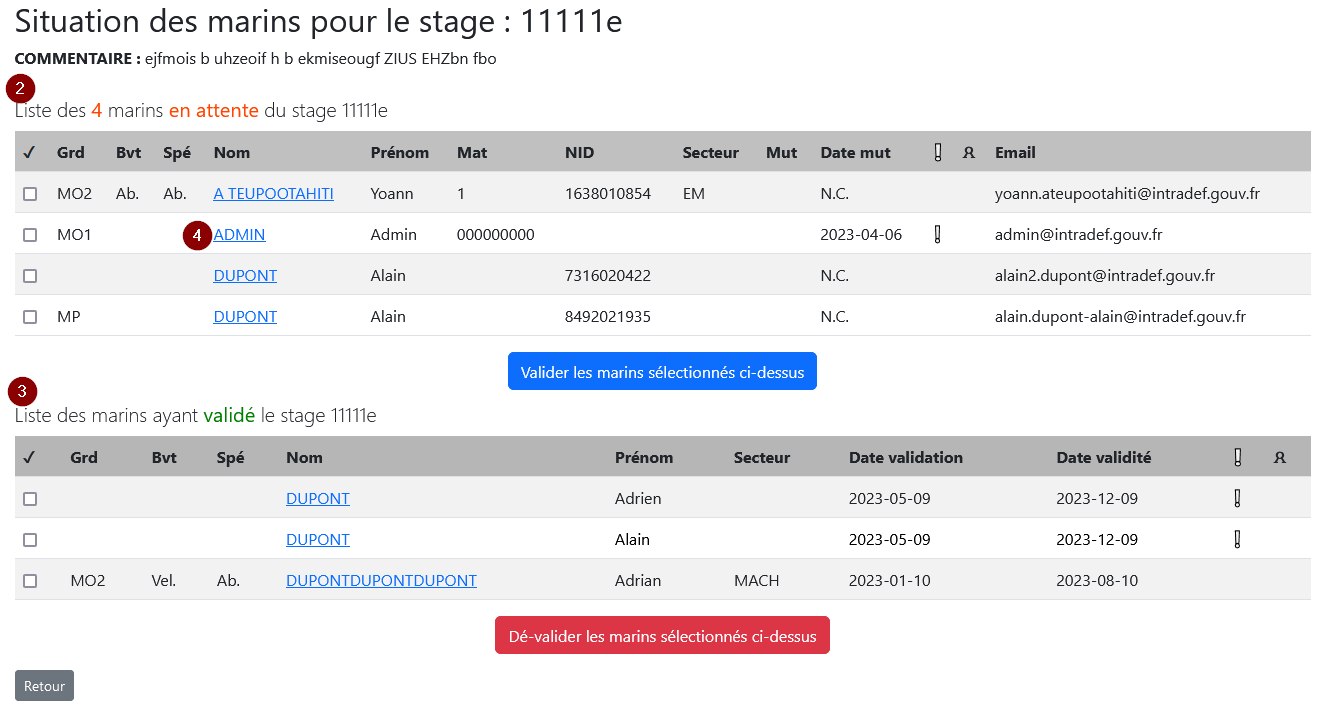 Situation des marins pour le stage : 11111e
COMMENTAIRE : ejfmois b uhzeoif h b ekmiseougf ZIUS EHZbn fbo
2
Liste des 4 marins en attente du stage 11111e
✓ Grd Bvt Spé Nom Prénom Mat NID Secteur Mut Date mut Email
MO2 Ab. Ab. A TEUPOOTAHITI Yoann 1 1638010854 EM N.C. yoann.ateupootahiti@intradef.gouv.fr
MO1 4 ADMIN Admin 000000000 2023-04-06 admin@intradef.gouv.fr
DUPONT Alain 7316020422 N.C. alain2.dupont@intradef.gouv.fr
MP DUPONT Alain 8492021935 N.C. alain.dupont-alain@intradef.gouv.fr
Valider les marins sélectionnés ci-dessus
3
Liste des marins ayant validé le stage 11111e
✓ Grd Bvt Spé Nom Prénom Secteur Date validation Date validité
DUPONT Adrien 2023-05-09 2023-12-09
DUPONT Alain 2023-05-09 2023-12-09
MO2 Vel. Ab. DUPONTDUPONTDUPONT Adrian MACH 2023-01-10 2023-08-10
Dé-valider les marins sélectionnés ci-dessus
Retour